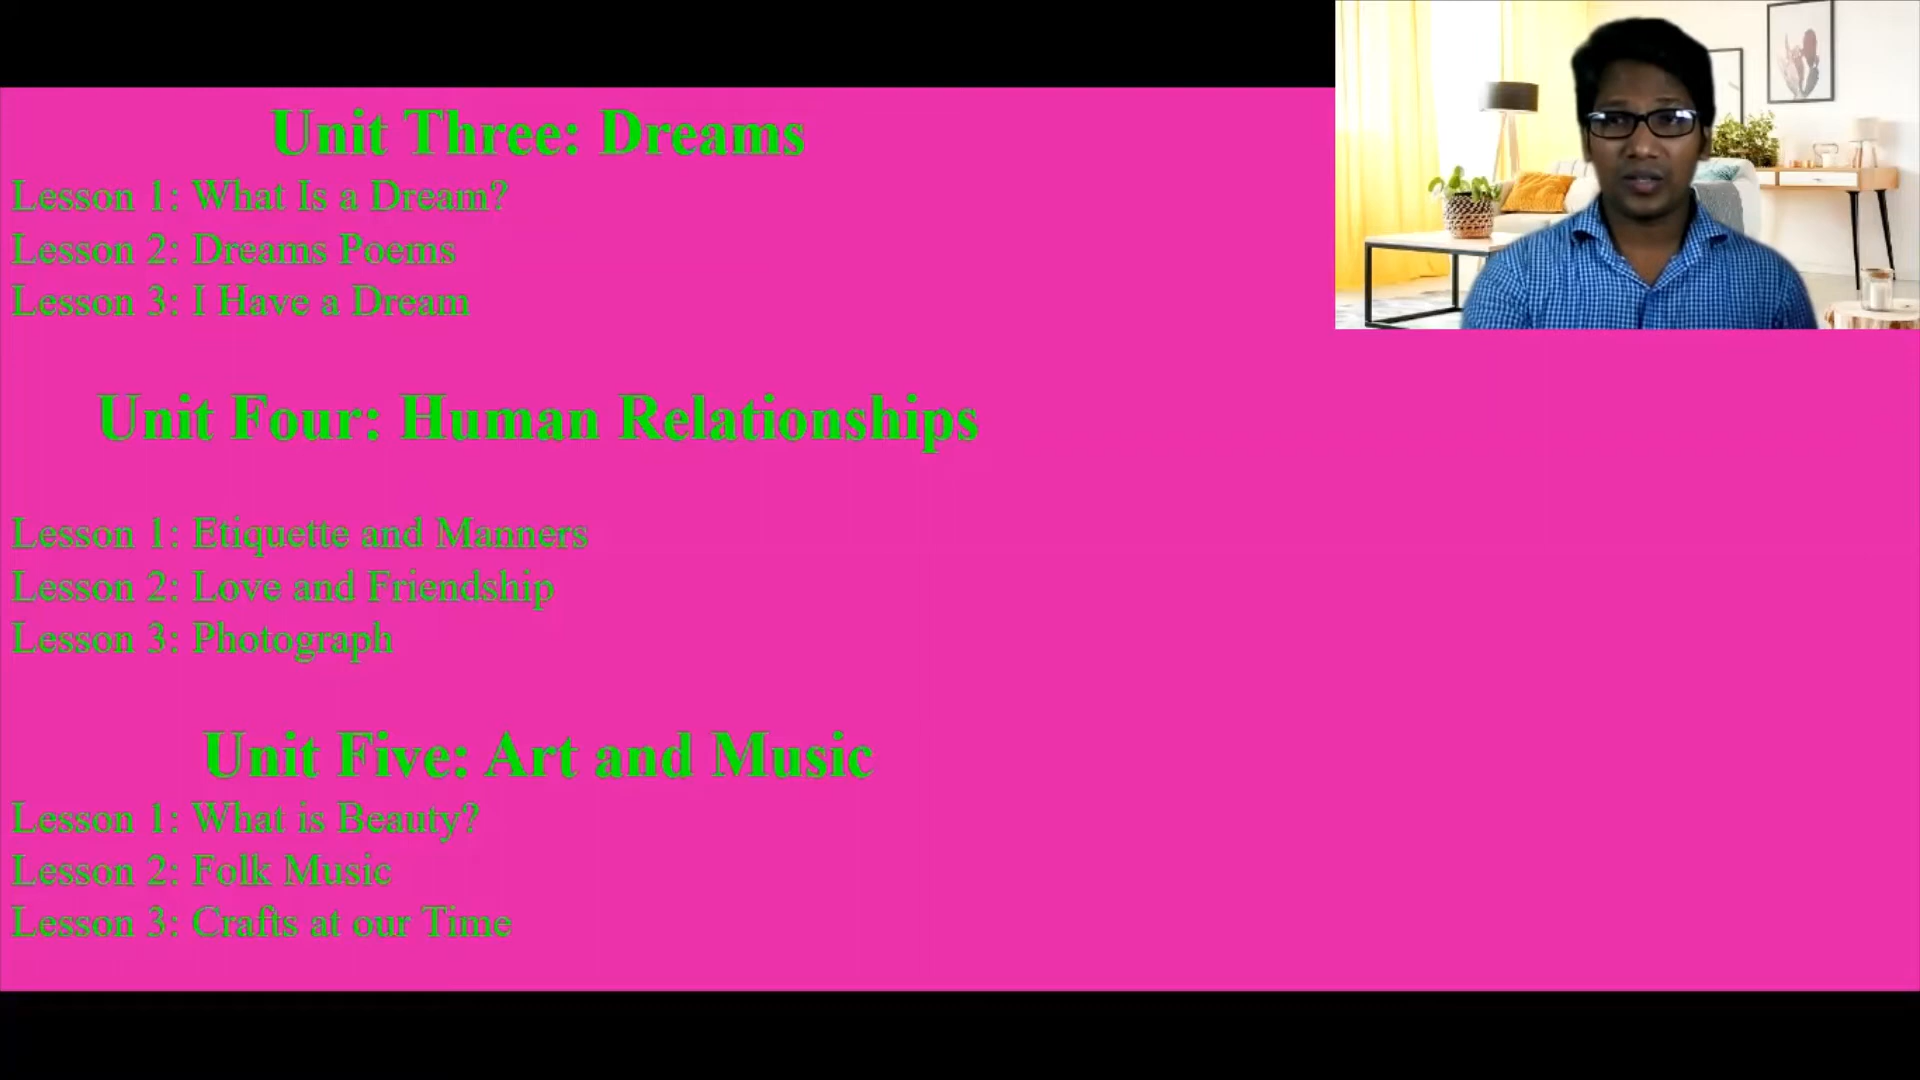 Unit Three: Dreams
Lesson 1: What Is a Dream?
Lesson 2: Dreams Poems
Lesson 3: I Have a Dream
Unit Four: Human Relationships
Lesson 1: Etiquette and Manners
Lesson 2: Love and Friendship
Lesson 3: Photograph
Unit Five: Art and Music
Lesson 1: What is Beauty?
Lesson 2: Folk Music
Lesson 3: Crafts at our Time